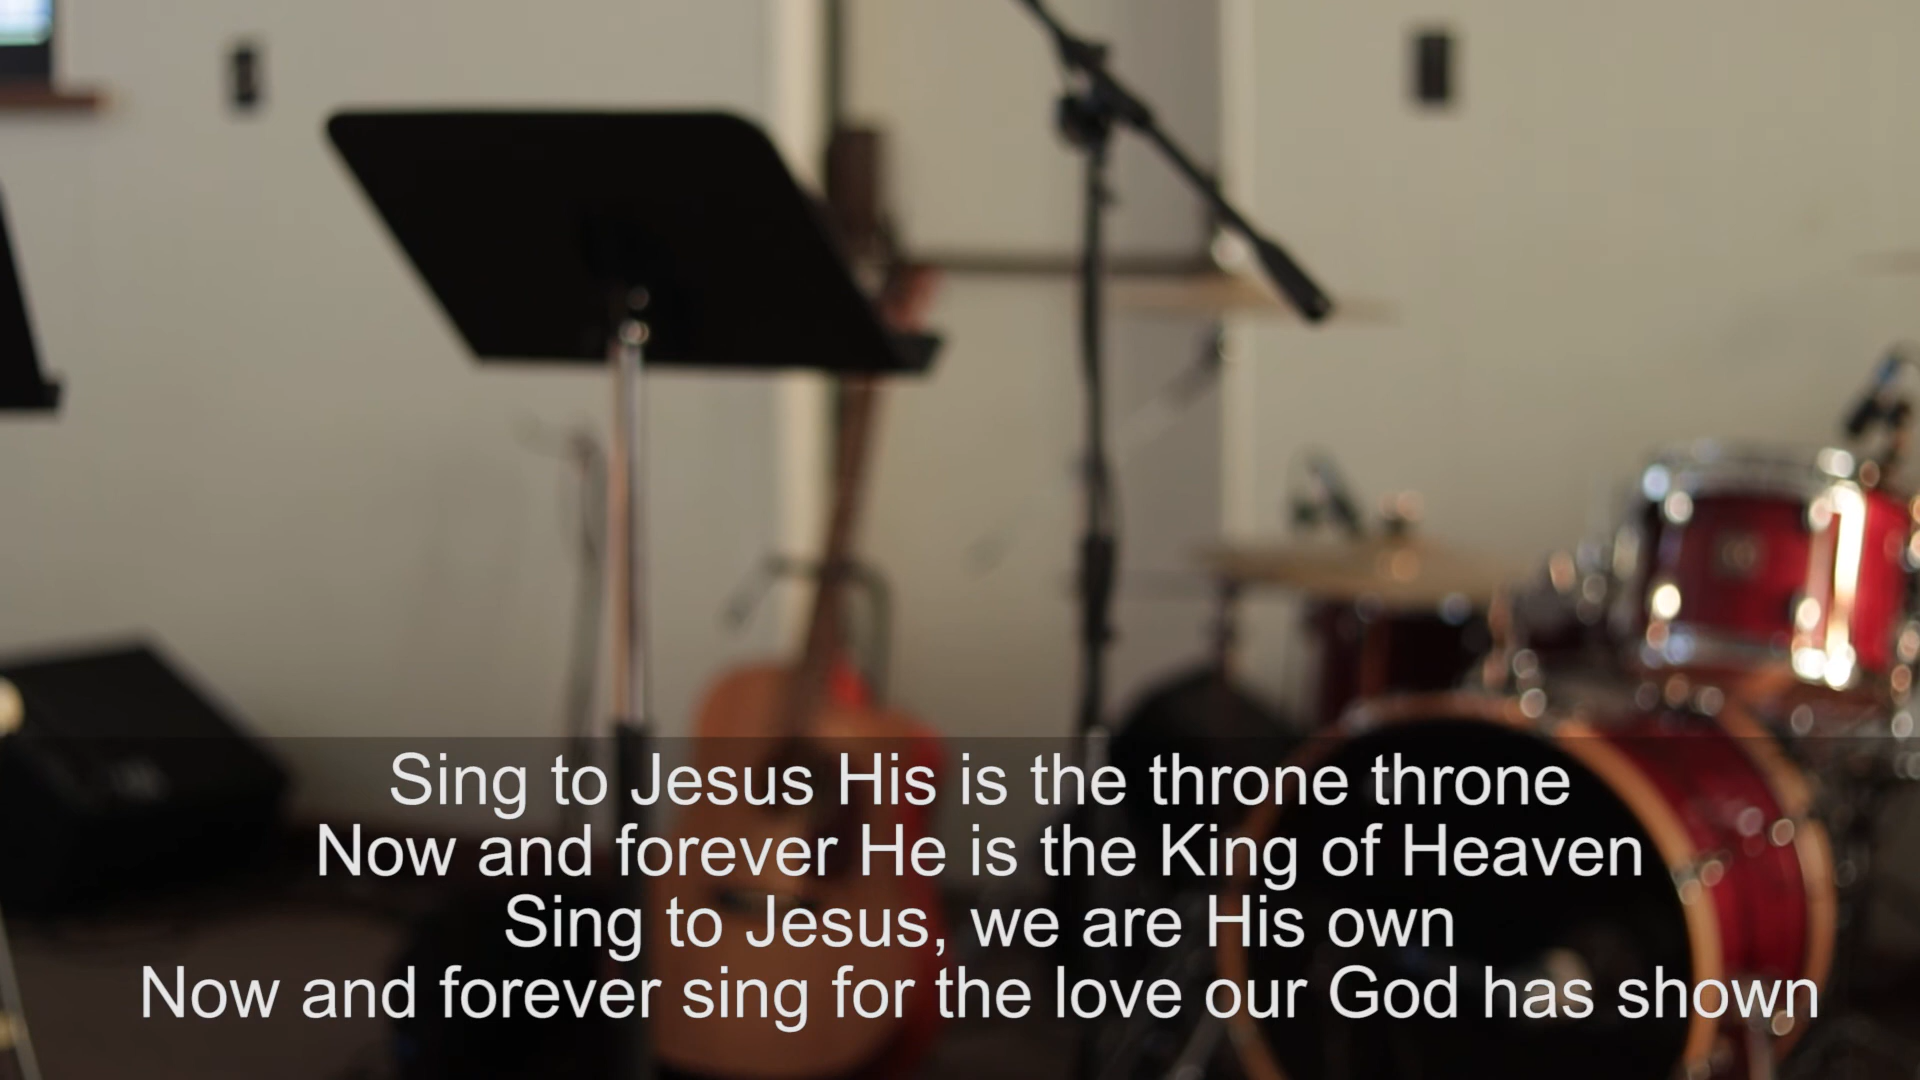 Sing to Jesus His is the throne throne
Now and forever He is the King of Heaven
Sing to Jesus, we are His own
Now and forever sing for the love our God has shown